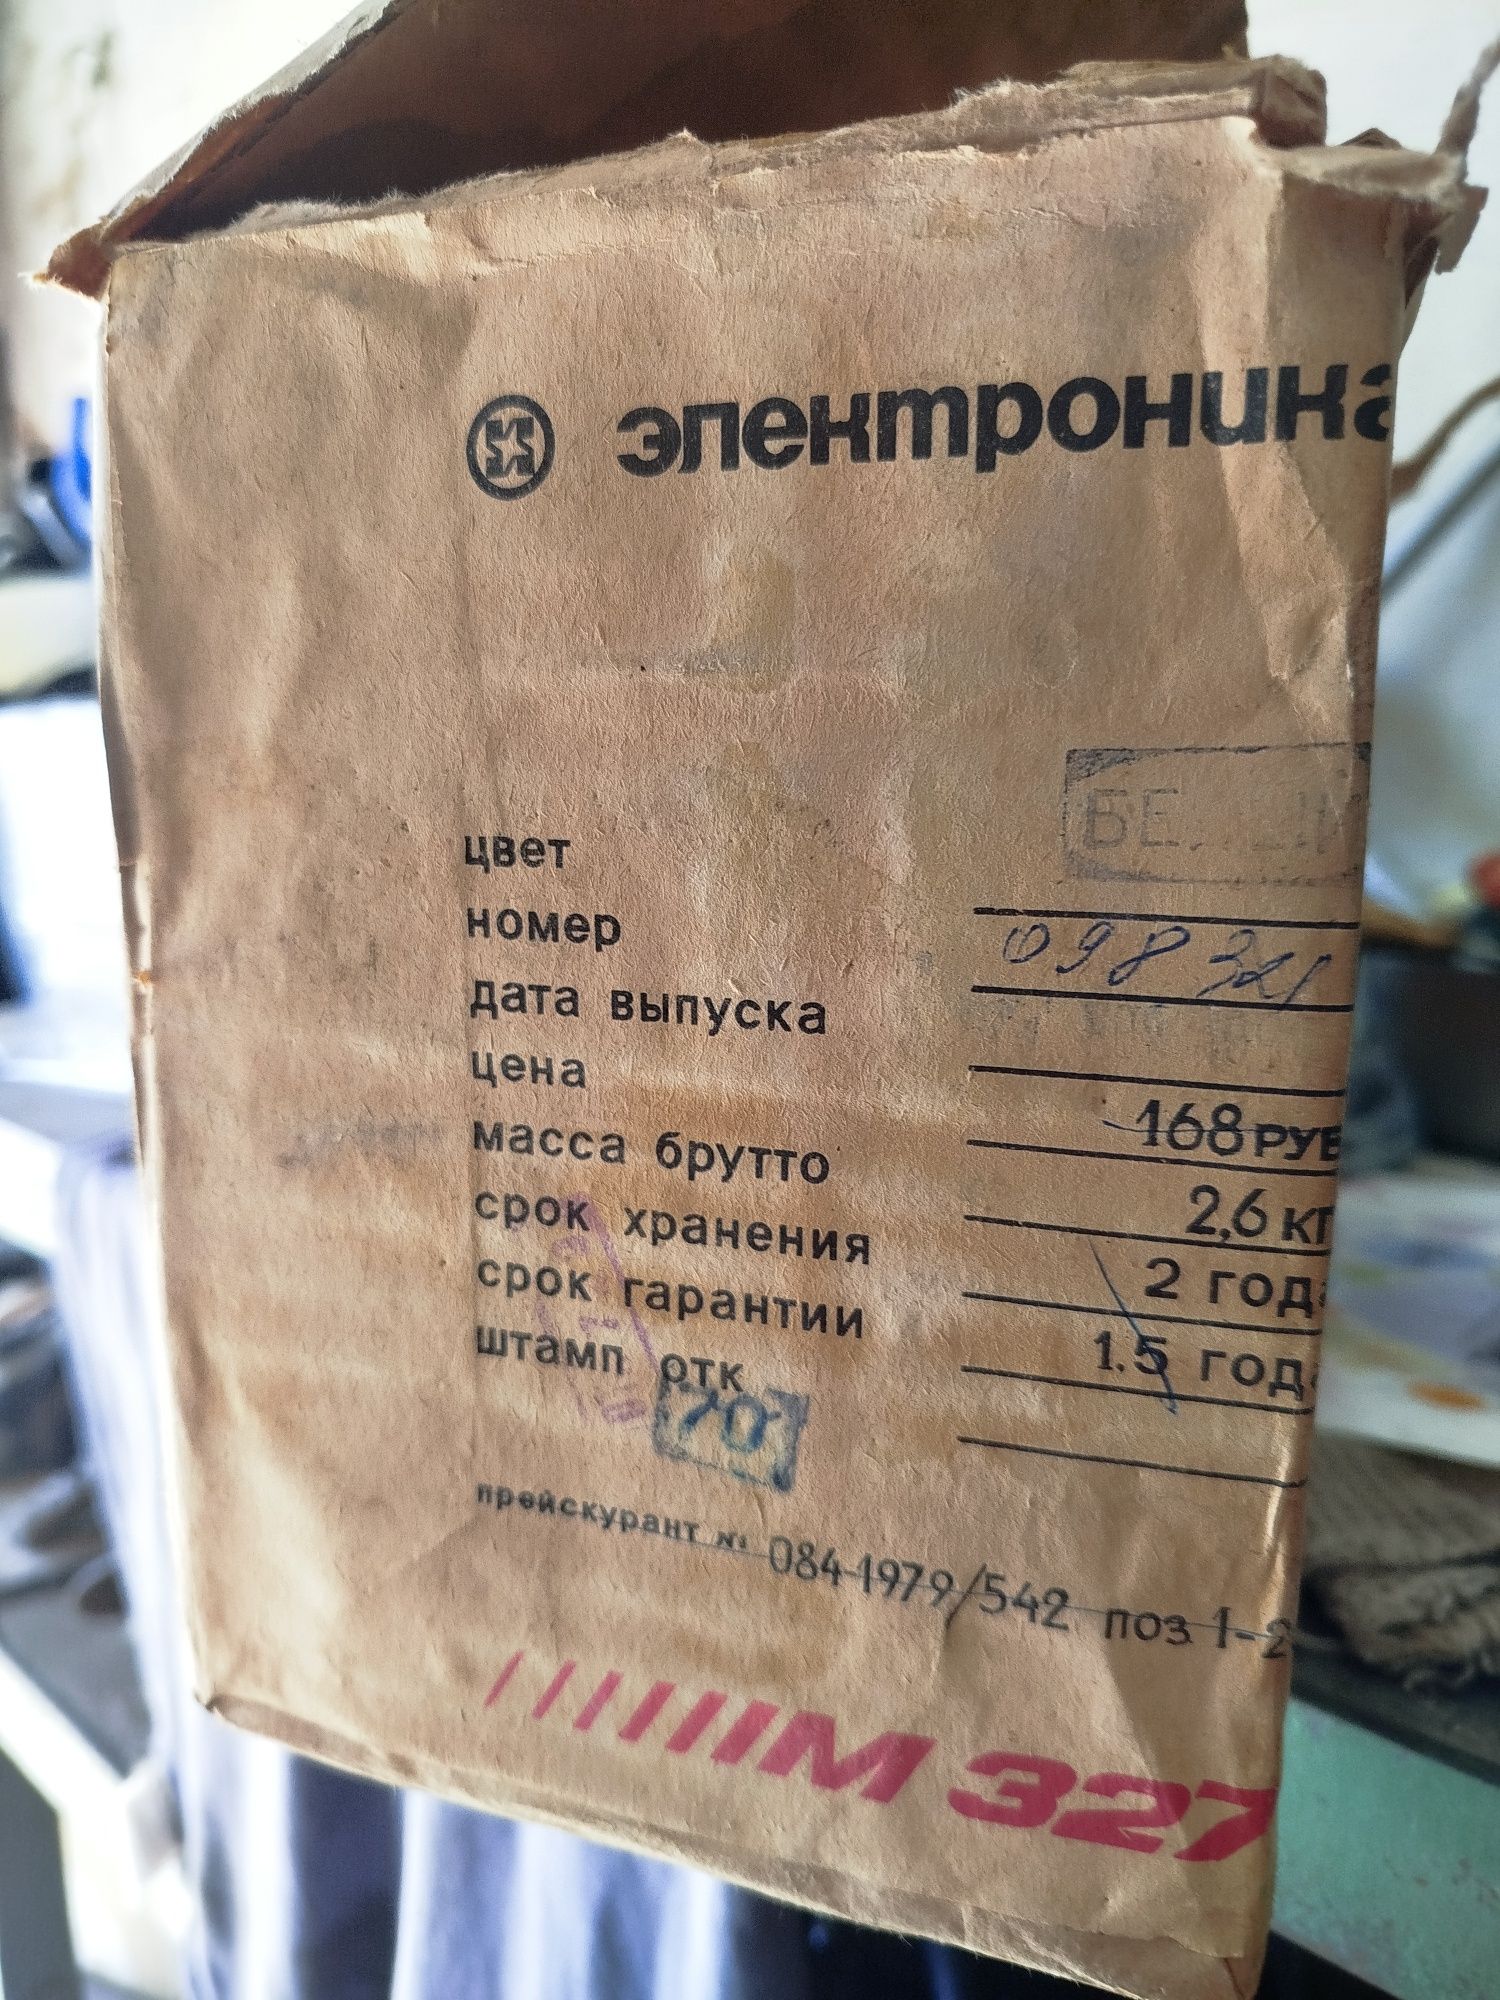 электроника
цвет
номер 098321
дата выпуска
цена 168 РУБ
масса брутто 2,6 кг
срок хранения 2 года
срок гарантии 1.5 года
штамп отк
70
прейскурант № 084-1979/542 поз 1-2
М 327